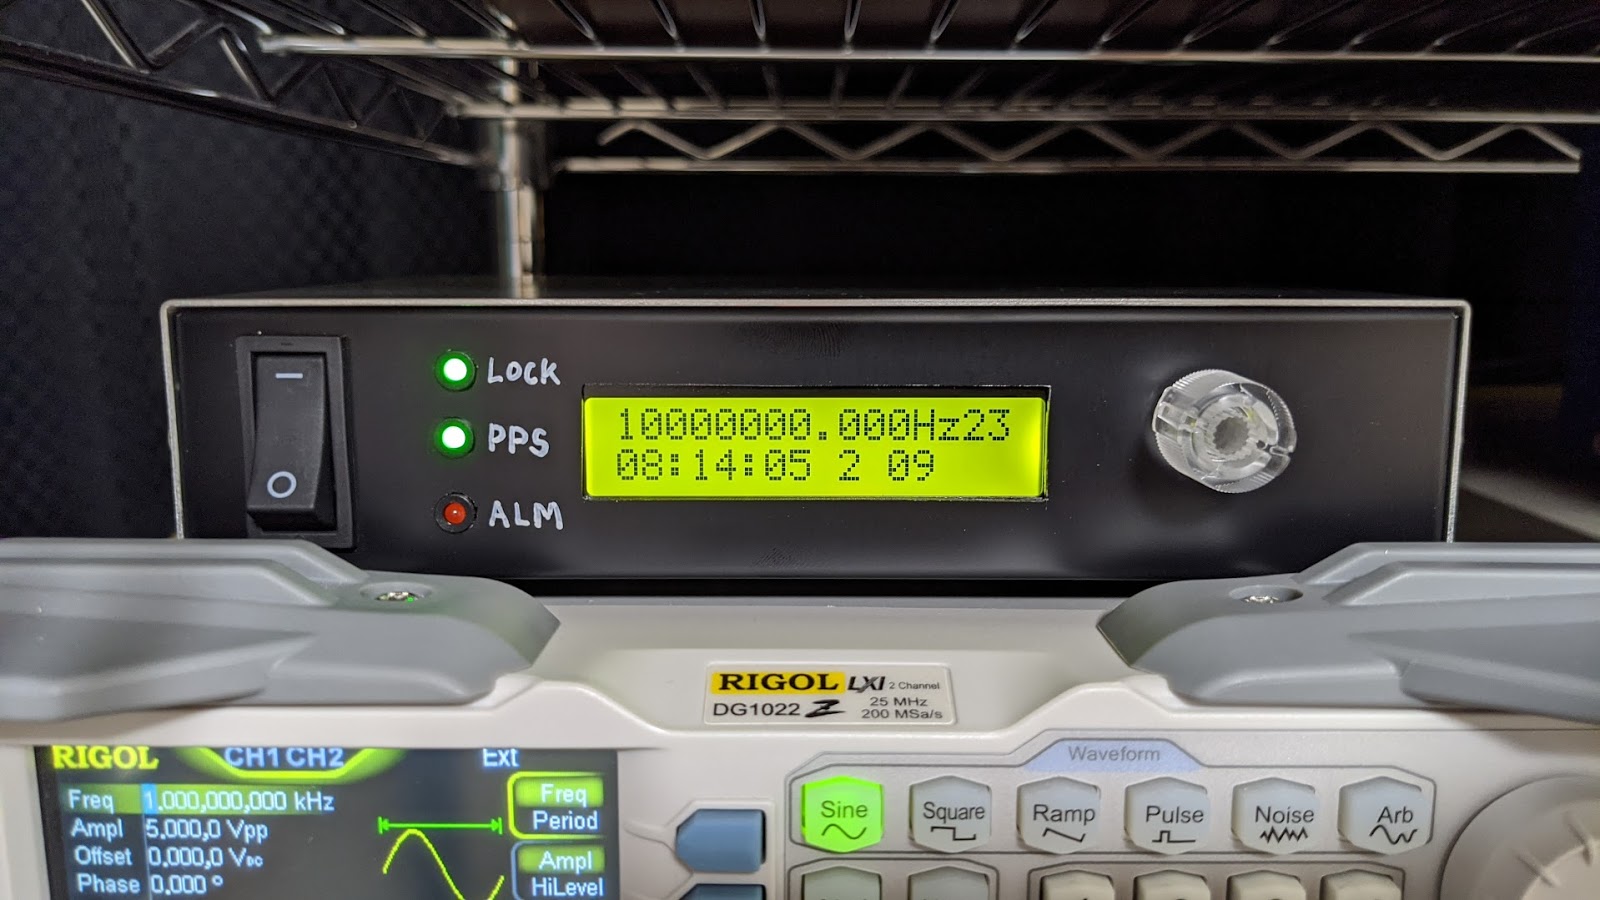 LOCK
PPS
ALM
10000000.000Hz23
08:14:05 2 09
RIGOL LXI 2 Channel
DG1022 Z 25 MHz
200 MSa/s
RIGOL CH1 CH2 Ext
Freq 1.000,000,000 kHz
Ampl 5.000,0 Vpp
Offset 0.000,0 VDC
Phase 0.000 °
Freq
Period
Ampl
HiLevel
Waveform
Sine
Square
Ramp
Pulse
Noise
Arb